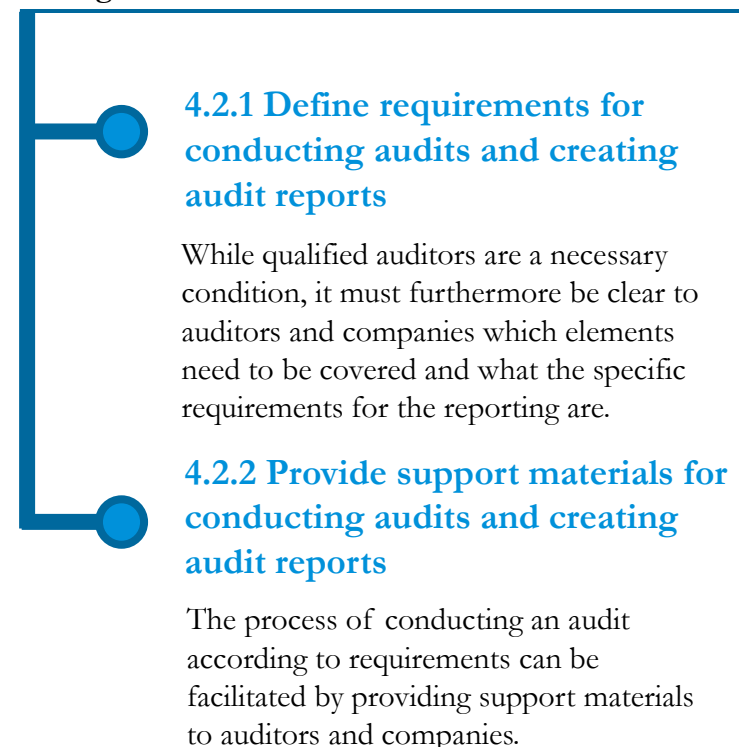 4.2.1 Define requirements for
conducting audits and creating
audit reports
While qualified auditors are a necessary
condition, it must furthermore be clear to
auditors and companies which elements
need to be covered and what the specific
requirements for the reporting are.
4.2.2 Provide support materials for
conducting audits and creating
audit reports
The process of conducting an audit
according to requirements can be
facilitated by providing support materials
to auditors and companies.